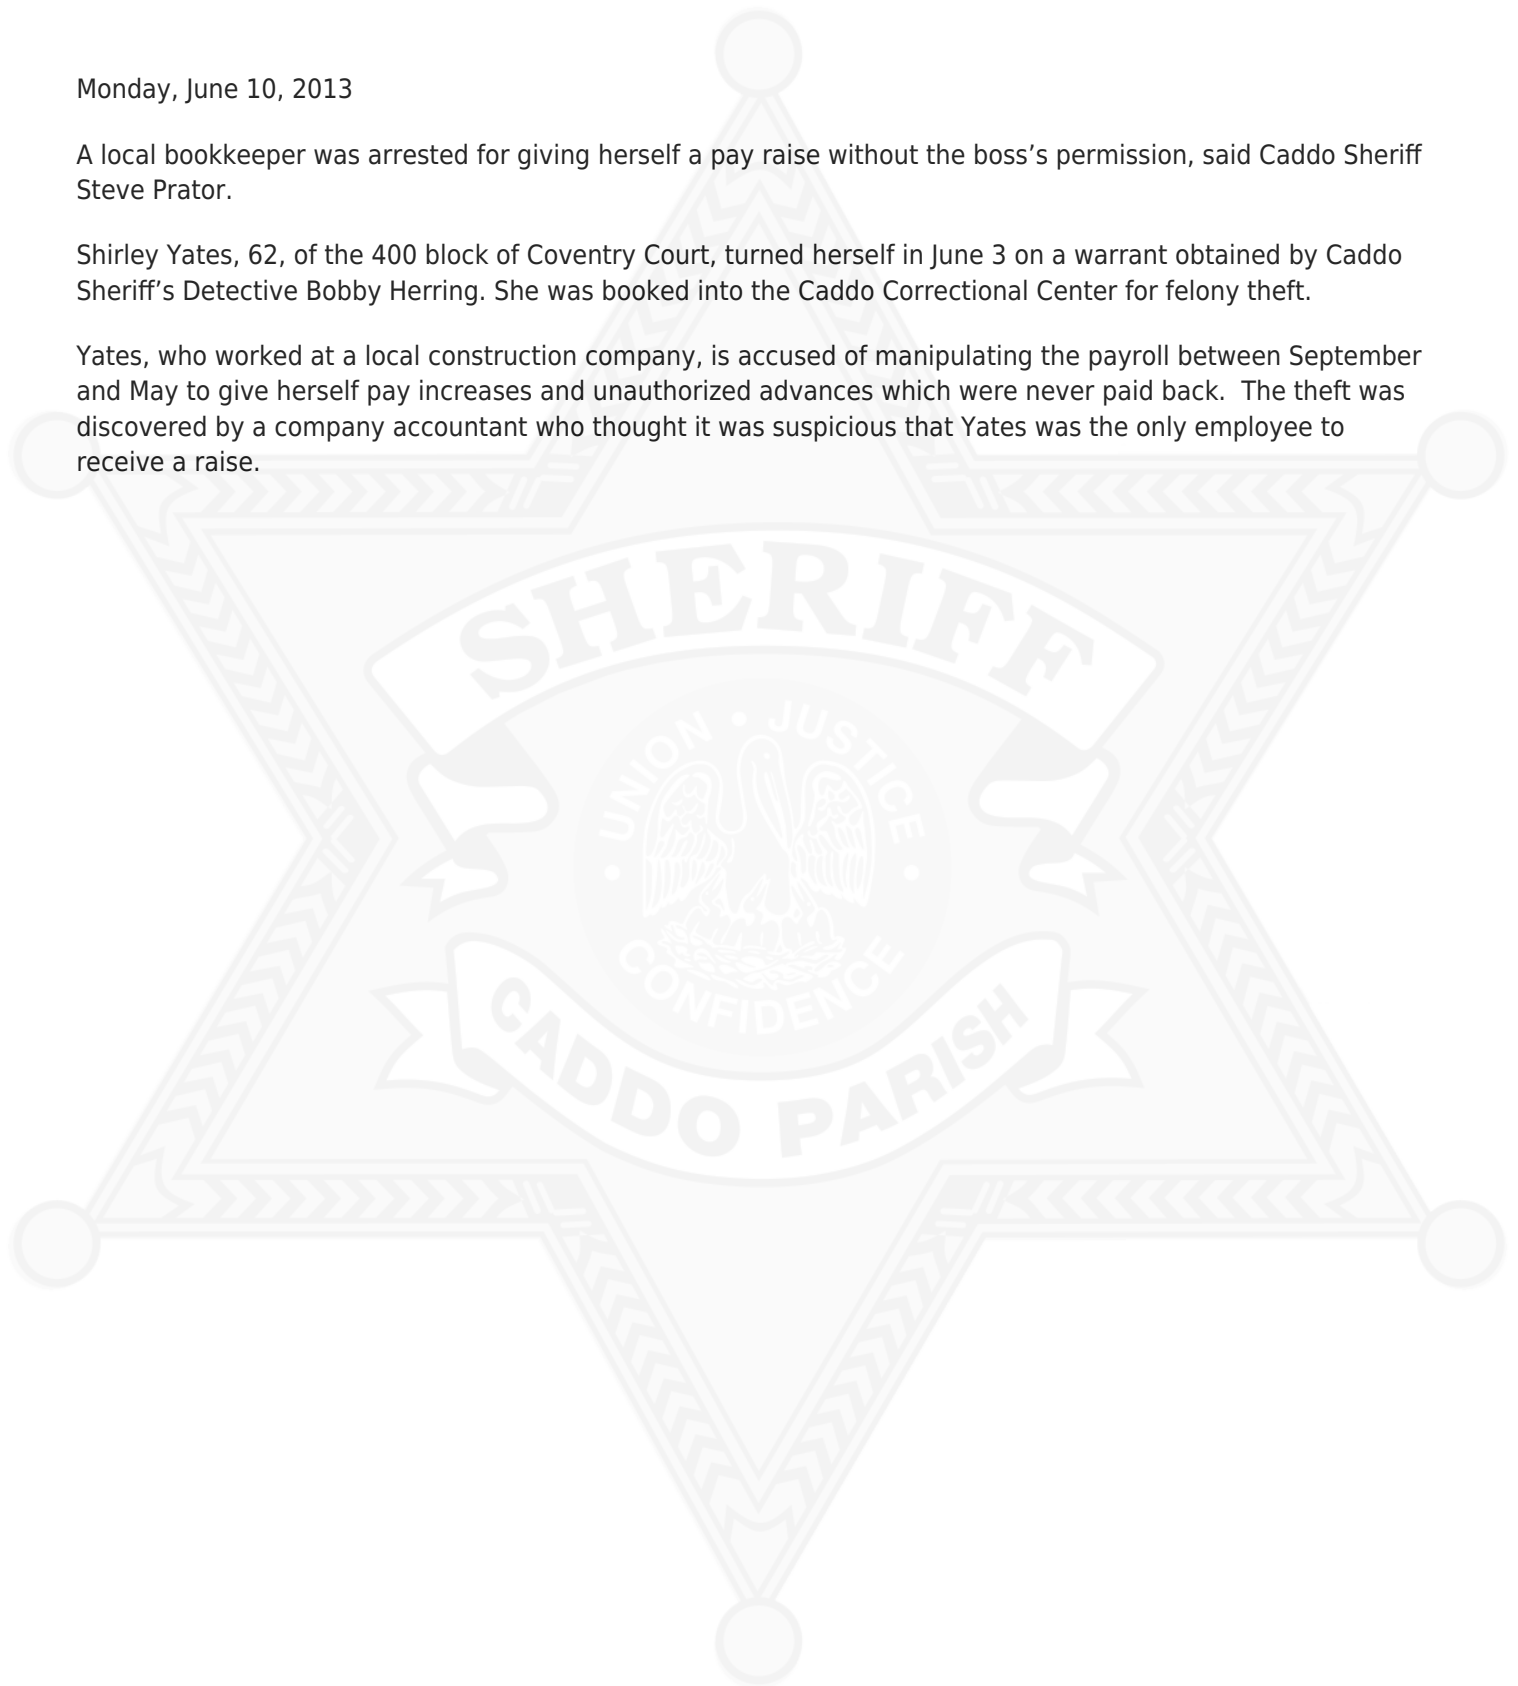 Monday, June 10, 2013
A local bookkeeper was arrested for giving herself a pay raise without the boss’s permission, said Caddo Sheriff
Steve Prator.
Shirley Yates, 62, of the 400 block of Coventry Court, turned herself in June 3 on a warrant obtained by Caddo
Sheriff’s Detective Bobby Herring. She was booked into the Caddo Correctional Center for felony theft.
Yates, who worked at a local construction company, is accused of manipulating the payroll between September
and May to give herself pay increases and unauthorized advances which were never paid back.  The theft was
discovered by a company accountant who thought it was suspicious that Yates was the only employee to
receive a raise.
SHERIFF
UNION • JUSTICE
• CONFIDENCE •
CADDO PARISH